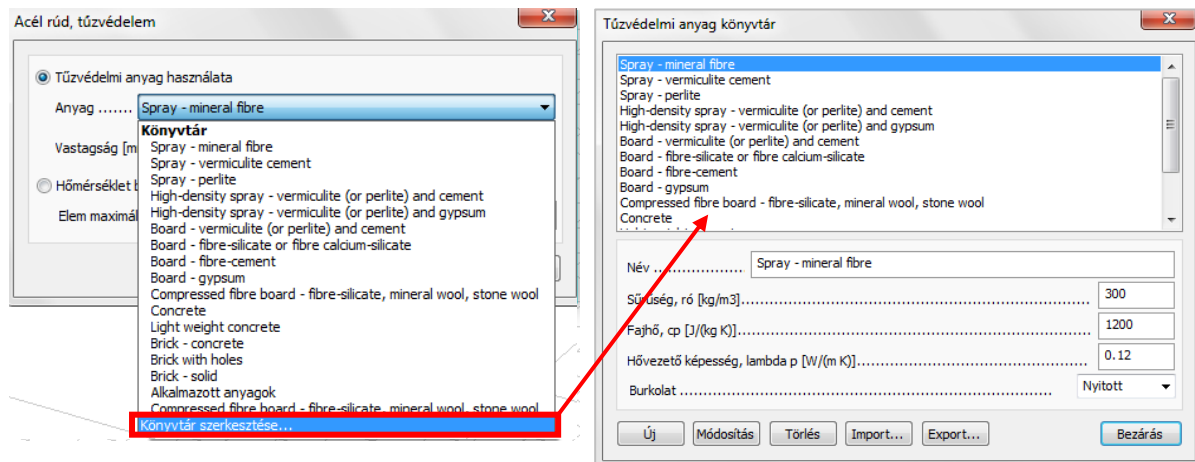 Acél rúd, tűzvédelem
Tűzvédelmi anyag használata
Anyag ....... Spray - mineral fibre
Vastagság [m
Hőmérséklet
Elem maximál
Könyvtár
Spray - mineral fibre
Spray - vermiculite cement
Spray - perlite
High-density spray - vermiculite (or perlite) and cement
High-density spray - vermiculite (or perlite) and gypsum
Board - vermiculite (or perlite) and cement
Board - fibre-silicate or fibre calcium-silicate
Board - fibre-cement
Board - gypsum
Compressed fibre board - fibre-silicate, mineral wool, stone wool
Concrete
Light weight concrete
Brick - concrete
Brick with holes
Brick - solid
Alkalmazott anyagok
Compressed fibre board - fibre-silicate, mineral wool, stone wool
Könyvtár szerkesztése...
Tűzvédelmi anyag könyvtár
Spray - mineral fibre
Spray - vermiculite cement
Spray - perlite
High-density spray - vermiculite (or perlite) and cement
High-density spray - vermiculite (or perlite) and gypsum
Board - vermiculite (or perlite) and cement
Board - fibre-silicate or fibre calcium-silicate
Board - fibre-cement
Board - gypsum
Compressed fibre board - fibre-silicate, mineral wool, stone wool
Concrete
Név .................. Spray - mineral fibre
Sűrűség, ró [kg/m3]........ 300
Fajhő, cp [J/(kg K)]........ 1200
Hővezető képesség, lambda p [W/(m K)]........ 0.12
Burkolat ........ Nyitott
Új Módosítás Törlés Import... Export... Bezárás